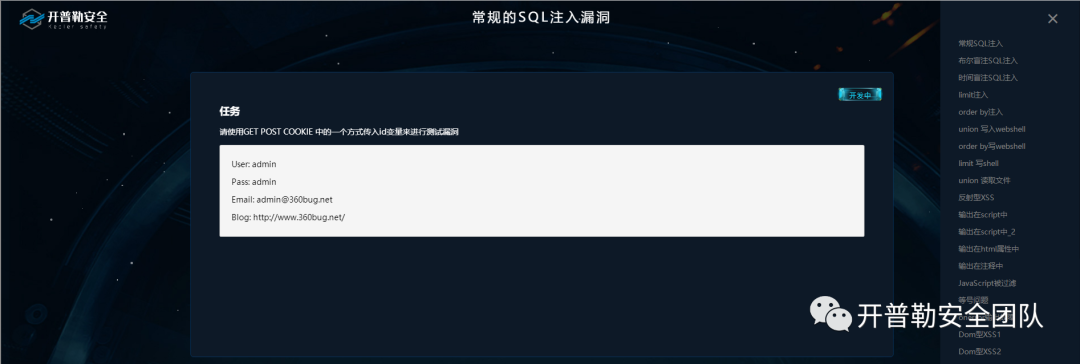 开普勒安全
Kepler safety
常规的SQL注入漏洞
×
开发中
任务
请使用GET POST COOKIE 中的一个方式传入id变量来进行测试漏洞
User: admin
Pass: admin
Email: admin@360bug.net
Blog: http://www.360bug.net/
常规SQL注入
布尔盲注SQL注入
时间盲注SQL注入
limit注入
order by注入
union 写入webshell
order by写webshell
limit 写shell
union 读取文件
反射型XSS
输出在script中
输出在script中_2
输出在html属性中
输出在注释中
JavaScript被过滤
等号问题
Dom型XSS1
Dom型XSS2
开普勒安全团队